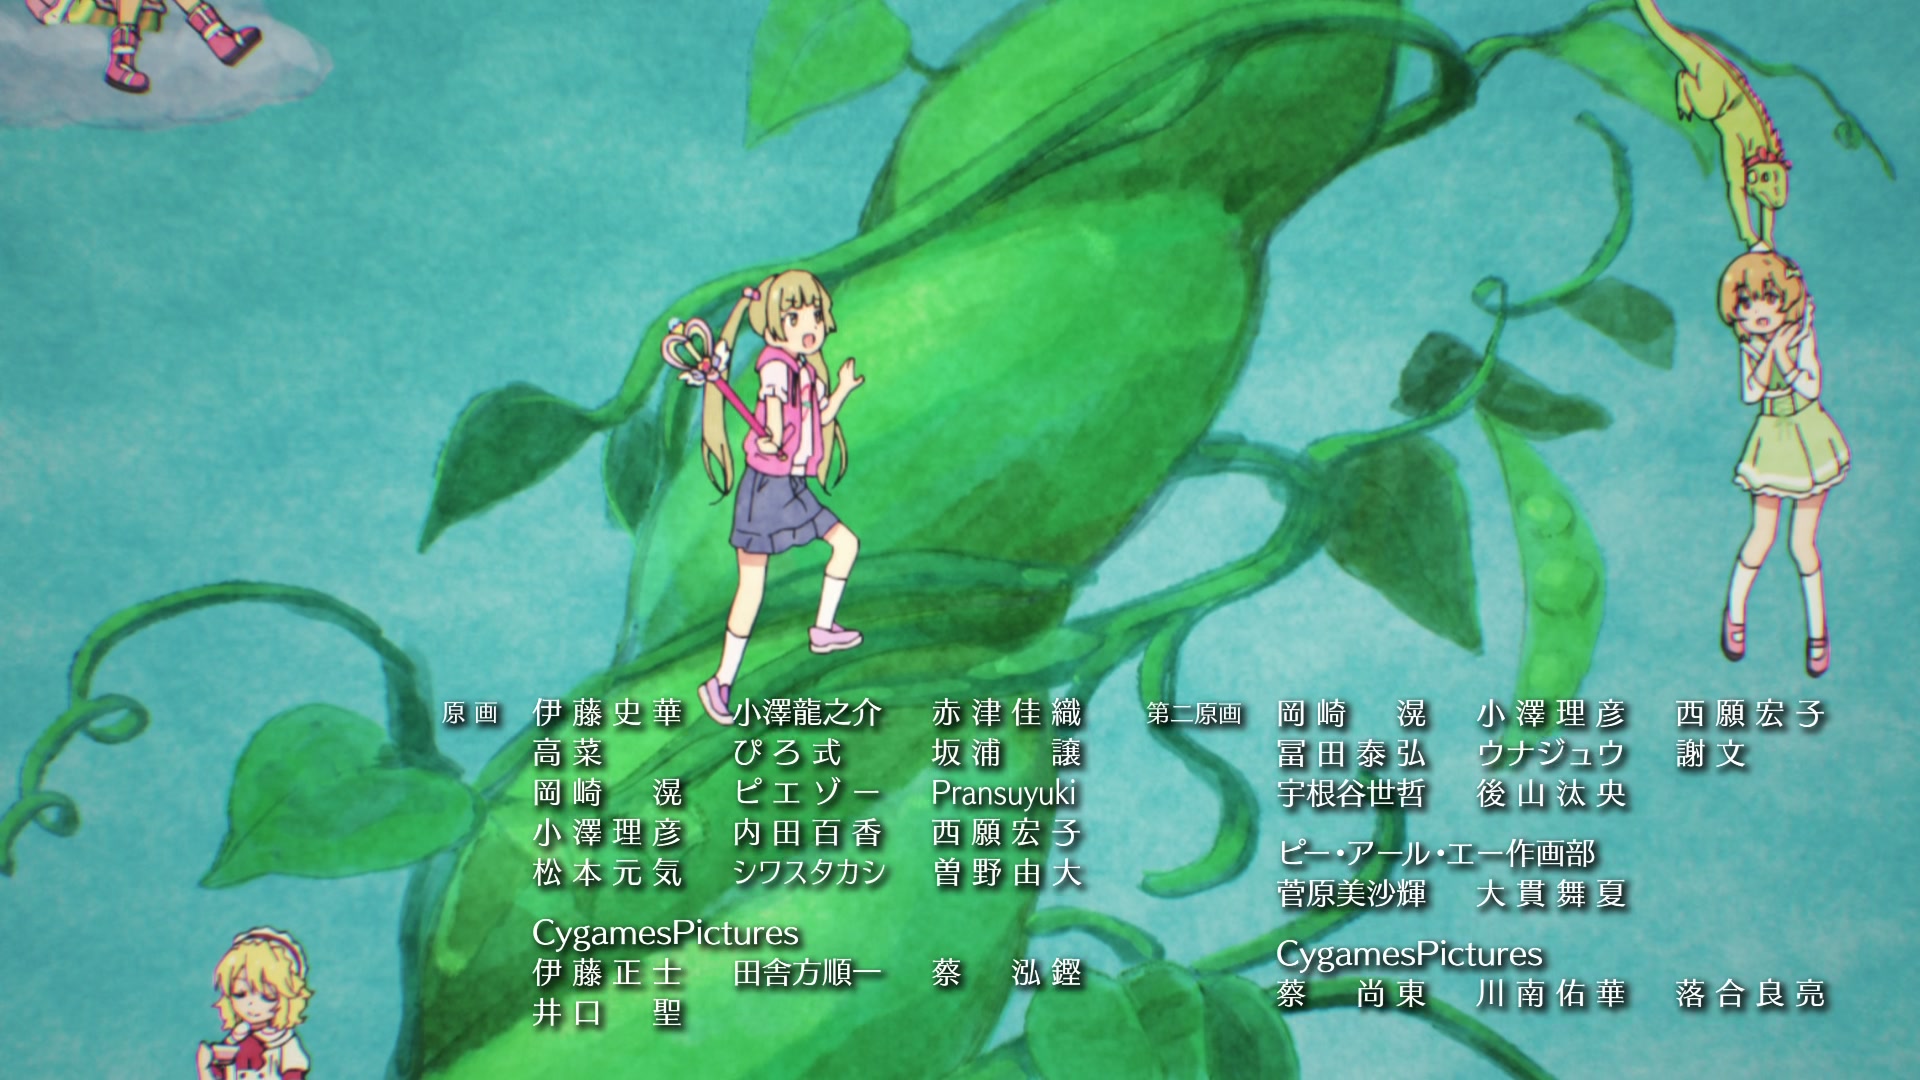 原画 伊藤史華 小澤龍之介 赤津佳織
高菜 ぴろ式 坂浦 譲
岡崎 滉 ピエゾー Pransuyuki
小澤理彦 内田百香 西願宏子
松本元気 シワスタカシ 曽野由大
CygamesPictures
伊藤正士 田舎方順一 蔡 泓鏗
井口 聖
第二原画 岡崎 滉 小澤理彦 西願宏子
冨田泰弘 ウナジュウ 謝文
宇根谷世哲 後山汰央
ピー・アール・エー作画部
菅原美沙輝 大貫舞夏
CygamesPictures
蔡 尚東 川南佑華 落合良亮